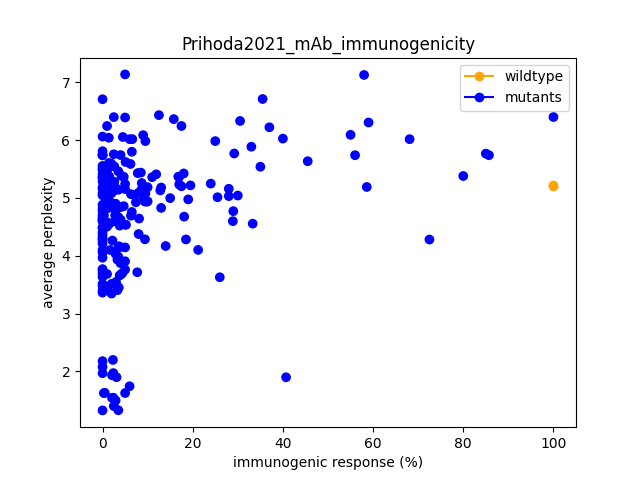 Prihoda2021_mAb_immunogenicity
wildtype
mutants
7
6
5
4
3
2
average perplexity
0
20
40
60
80
100
immunogenic response (%)